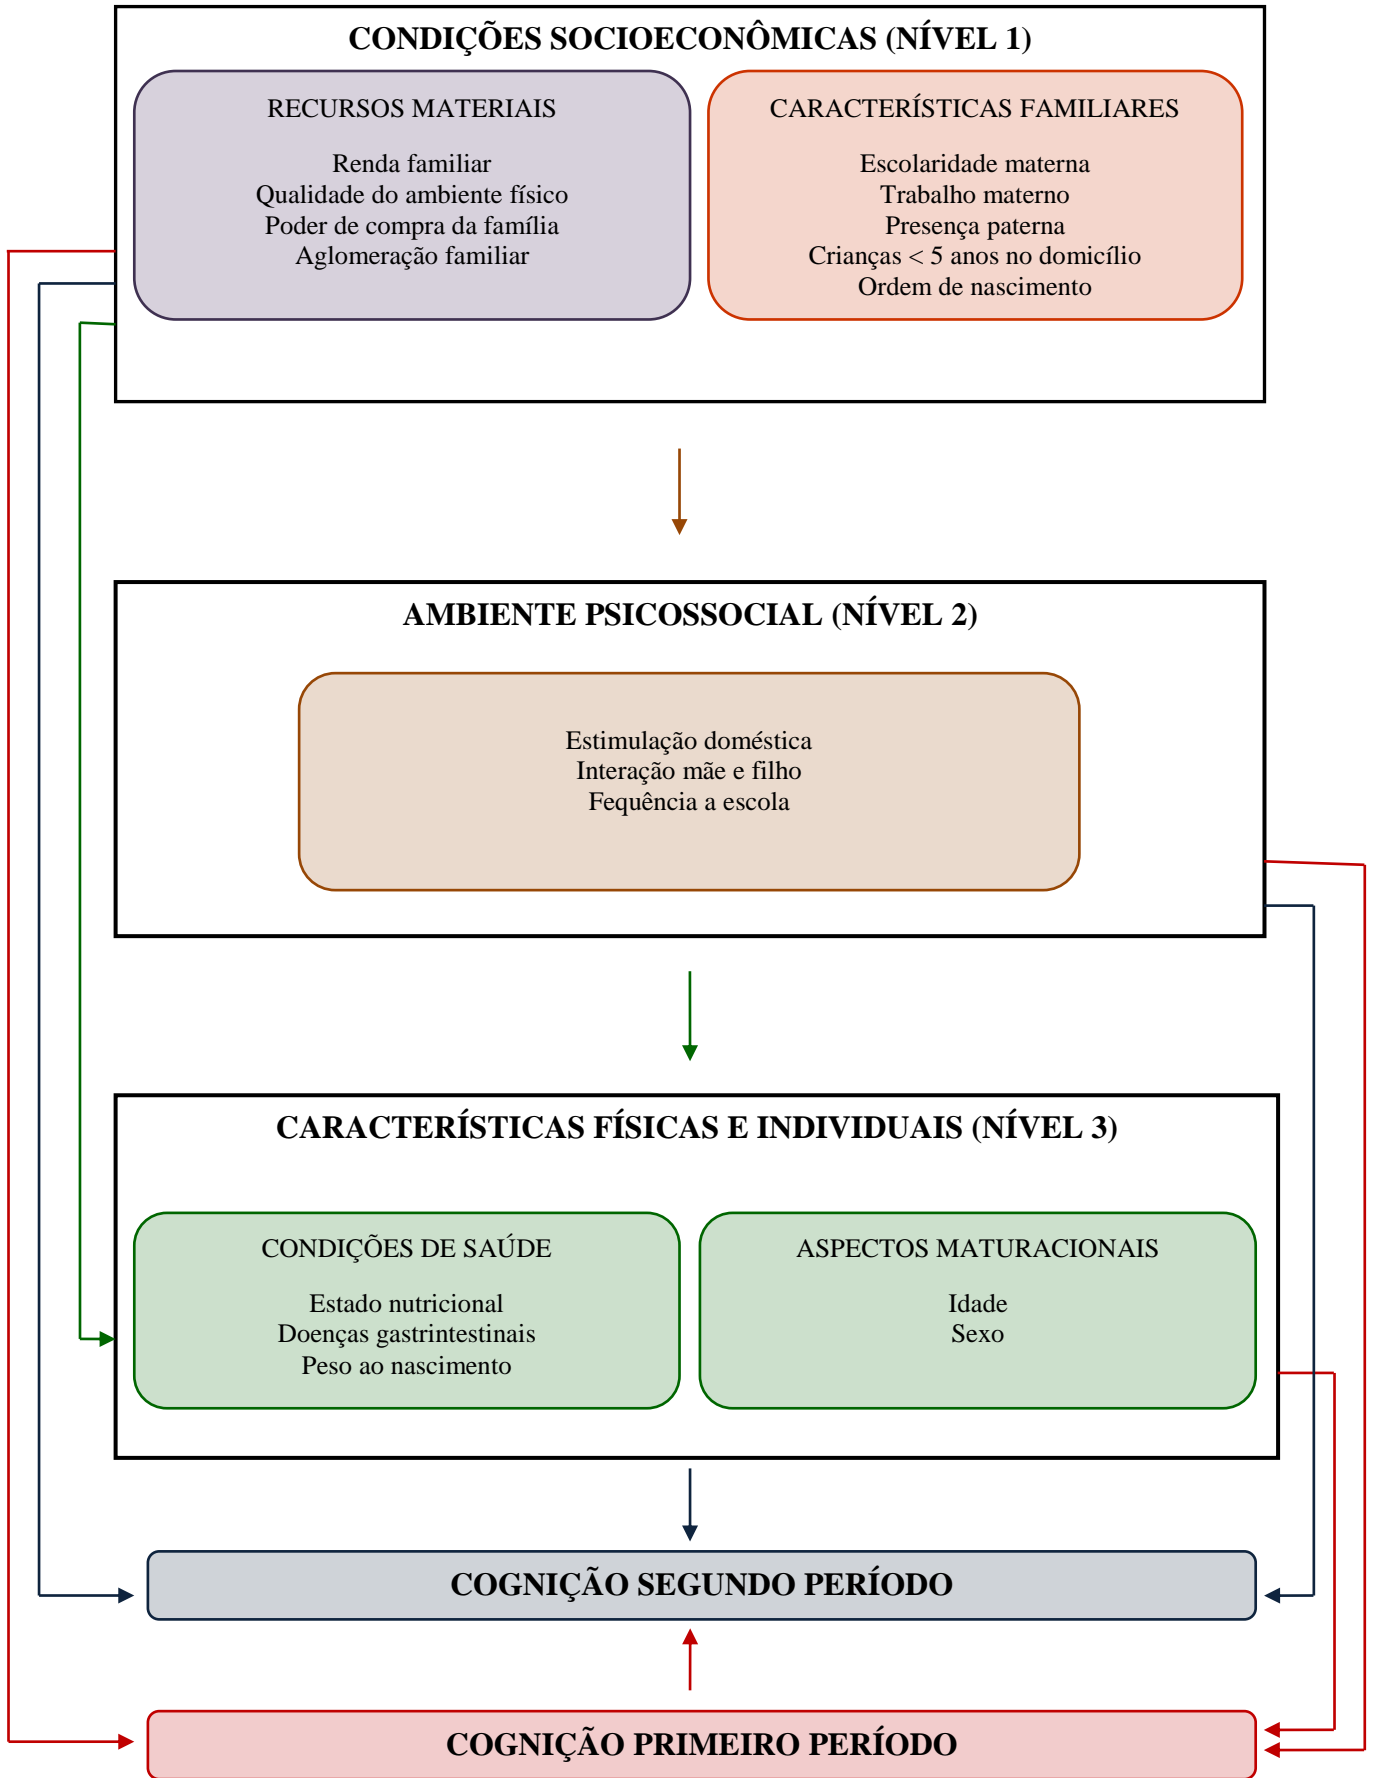 CONDIÇÕES SOCIOECONÔMICAS (NÍVEL 1)
RECURSOS MATERIAIS
Renda familiar
Qualidade do ambiente físico
Poder de compra da família
Aglomeração familiar
CARACTERÍSTICAS FAMILIARES
Escolaridade materna
Trabalho materno
Presença paterna
Crianças < 5 anos no domicílio
Ordem de nascimento
AMBIENTE PSICOSSOCIAL (NÍVEL 2)
Estimulação doméstica
Interação mãe e filho
Fequência a escola
CARACTERÍSTICAS FÍSICAS E INDIVIDUAIS (NÍVEL 3)
CONDIÇÕES DE SAÚDE
Estado nutricional
Doenças gastrintestinais
Peso ao nascimento
ASPECTOS MATURACIONAIS
Idade
Sexo
COGNIÇÃO SEGUNDO PERÍODO
COGNIÇÃO PRIMEIRO PERÍODO